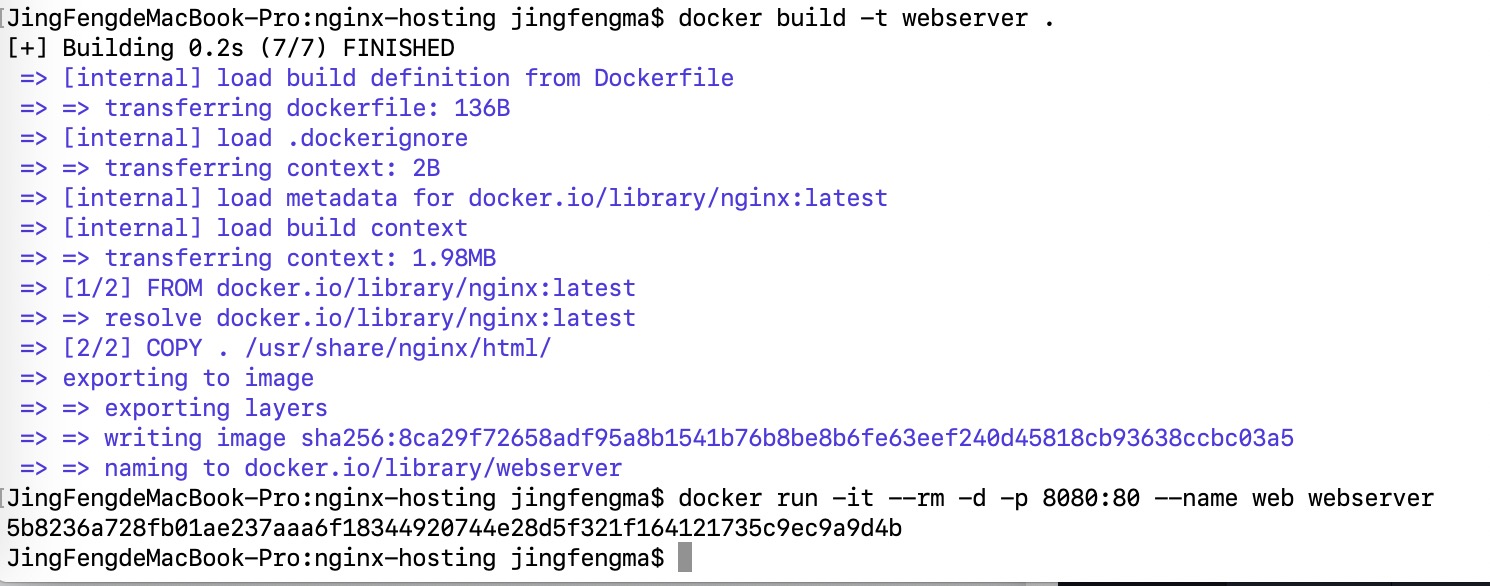 [JingFengdeMacBook-Pro:nginx-hosting jingfengma$ docker build -t webserver .
[+] Building 0.2s (7/7) FINISHED
=> [internal] load build definition from Dockerfile
=> => transferring dockerfile: 136B
=> [internal] load .dockerignore
=> => transferring context: 2B
=> [internal] load metadata for docker.io/library/nginx:latest
=> [internal] load build context
=> => transferring context: 1.98MB
=> [1/2] FROM docker.io/library/nginx:latest
=> => resolve docker.io/library/nginx:latest
=> [2/2] COPY . /usr/share/nginx/html/
=> exporting to image
=> => exporting layers
=> => writing image sha256:8ca29f72658adf95a8b1541b76b8be8b6fe63eef240d45818cb93638ccbc03a5
=> => naming to docker.io/library/webserver
[JingFengdeMacBook-Pro:nginx-hosting jingfengma$ docker run -it --rm -d -p 8080:80 --name web webserver
5b8236a728fb01ae237aaa6f18344920744e28d5f321f164121735c9ec9a9d4b
JingFengdeMacBook-Pro:nginx-hosting jingfengma$